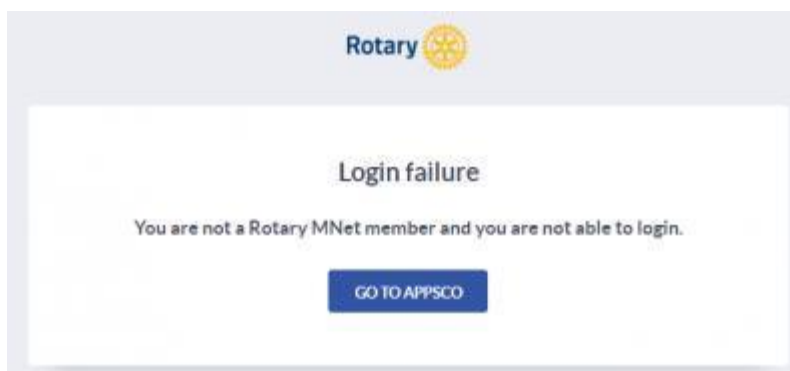 Rotary
Login failure
You are not a Rotary MNet member and you are not able to login.
GO TO APPSCO